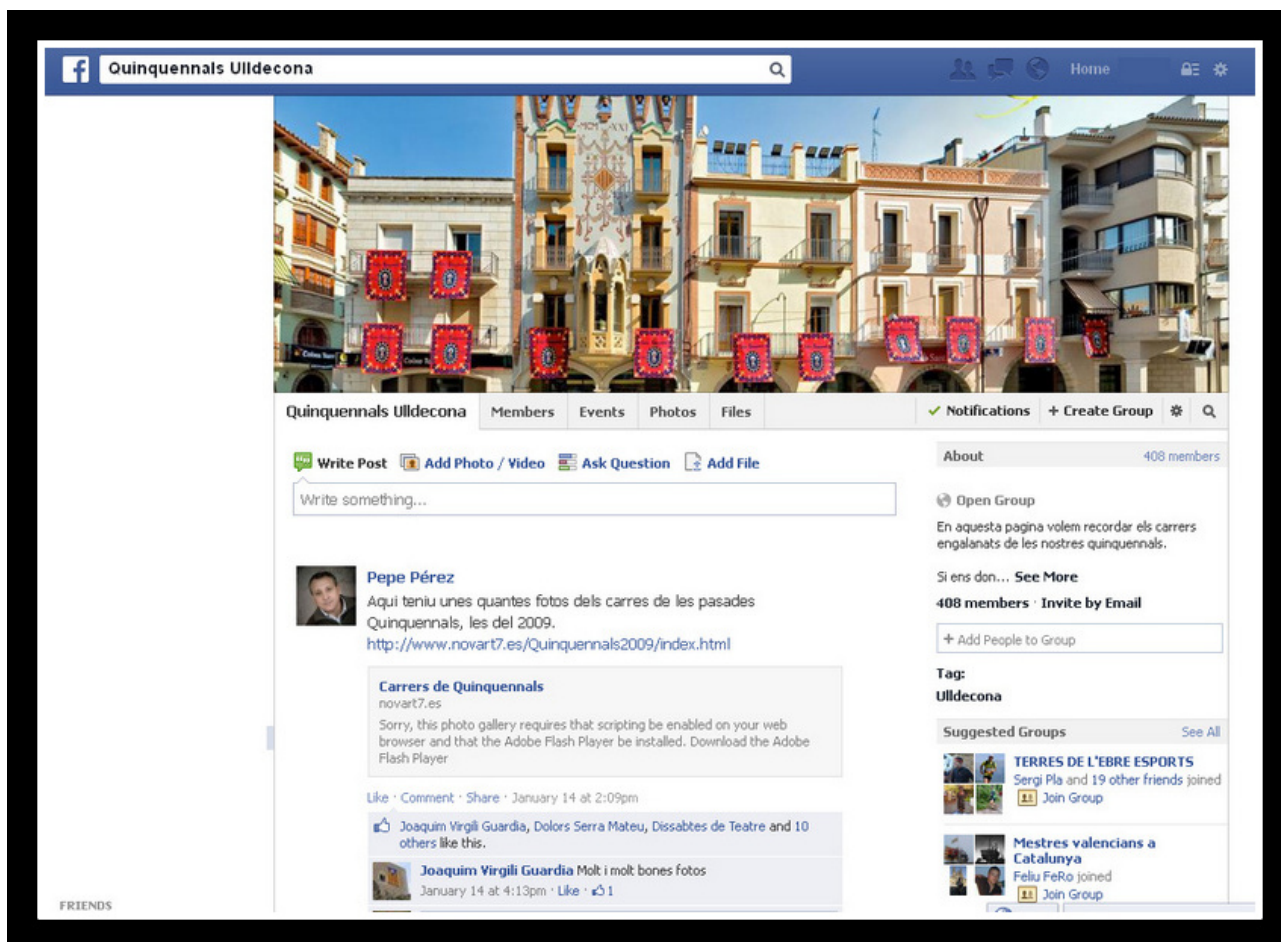 f
Quinquennals Ulldecona
Home
MCM XXI
Quinquennals Ulldecona
Members
Events
Photos
Files
Notifications
+ Create Group
Write Post
Add Photo / Video
Ask Question
Add File
Write something...
Pepe Pérez
Aqui teniu unes quantes fotos dels carres de les pasades
Quinquennals, les del 2009.
http://www.novart7.es/Quinquennals2009/index.html
Carrers de Quinquennals
novart7.es
Sorry, this photo gallery requires that scripting be enabled on your web
browser and that the Adobe Flash Player be installed. Download the Adobe
Flash Player
Like · Comment · Share · January 14 at 2:09pm
Joaquim Virgili Guardia, Dolors Serra Mateu, Dissabtes de Teatre and 10
others like this.
Joaquim Virgili Guardia Molt i molt bones fotos
January 14 at 4:13pm · Like · 1
About
408 members
Open Group
En aquesta pagina volem recordar els carrers
engalanats de les nostres quinquennals.
Si ens don... See More
408 members · Invite by Email
+ Add People to Group
Tag:
Ulldecona
Suggested Groups
See All
TERRES DE L'EBRE ESPORTS
Sergi Pla and 19 other friends joined
Join Group
Mestres valencians a
Catalunya
Feliu FeRo joined
Join Group
FRIENDS